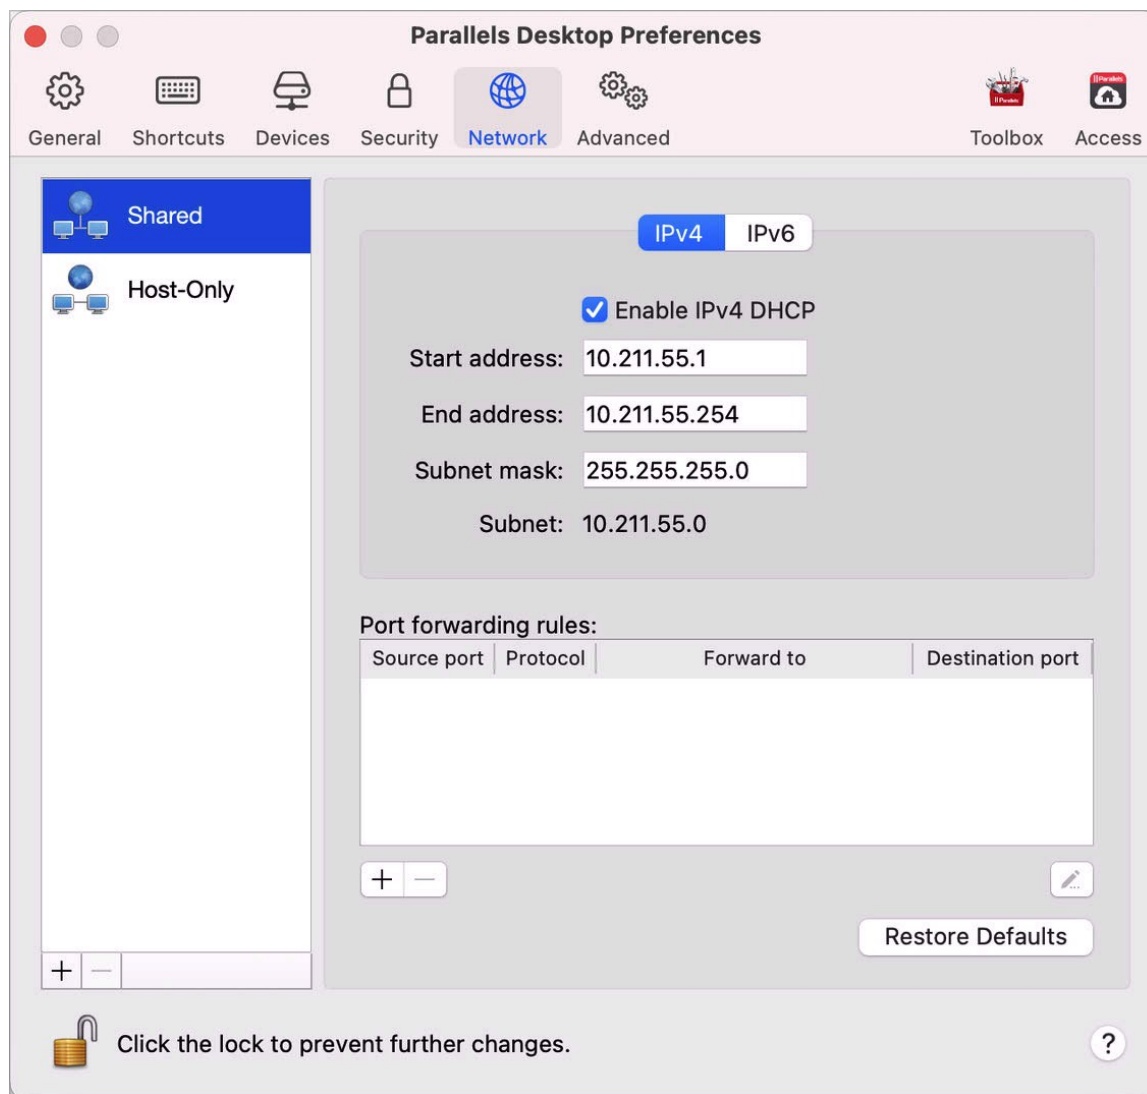 Parallels Desktop Preferences
General Shortcuts Devices Security Network Advanced Toolbox Access
|| Parallels
|| Parallels
Shared
Host-Only
IPv4 IPv6
Enable IPv4 DHCP
Start address: 10.211.55.1
End address: 10.211.55.254
Subnet mask: 255.255.255.0
Subnet: 10.211.55.0
Port forwarding rules:
Source port Protocol Forward to Destination port
+ —
Restore Defaults
+ —
Click the lock to prevent further changes.
?